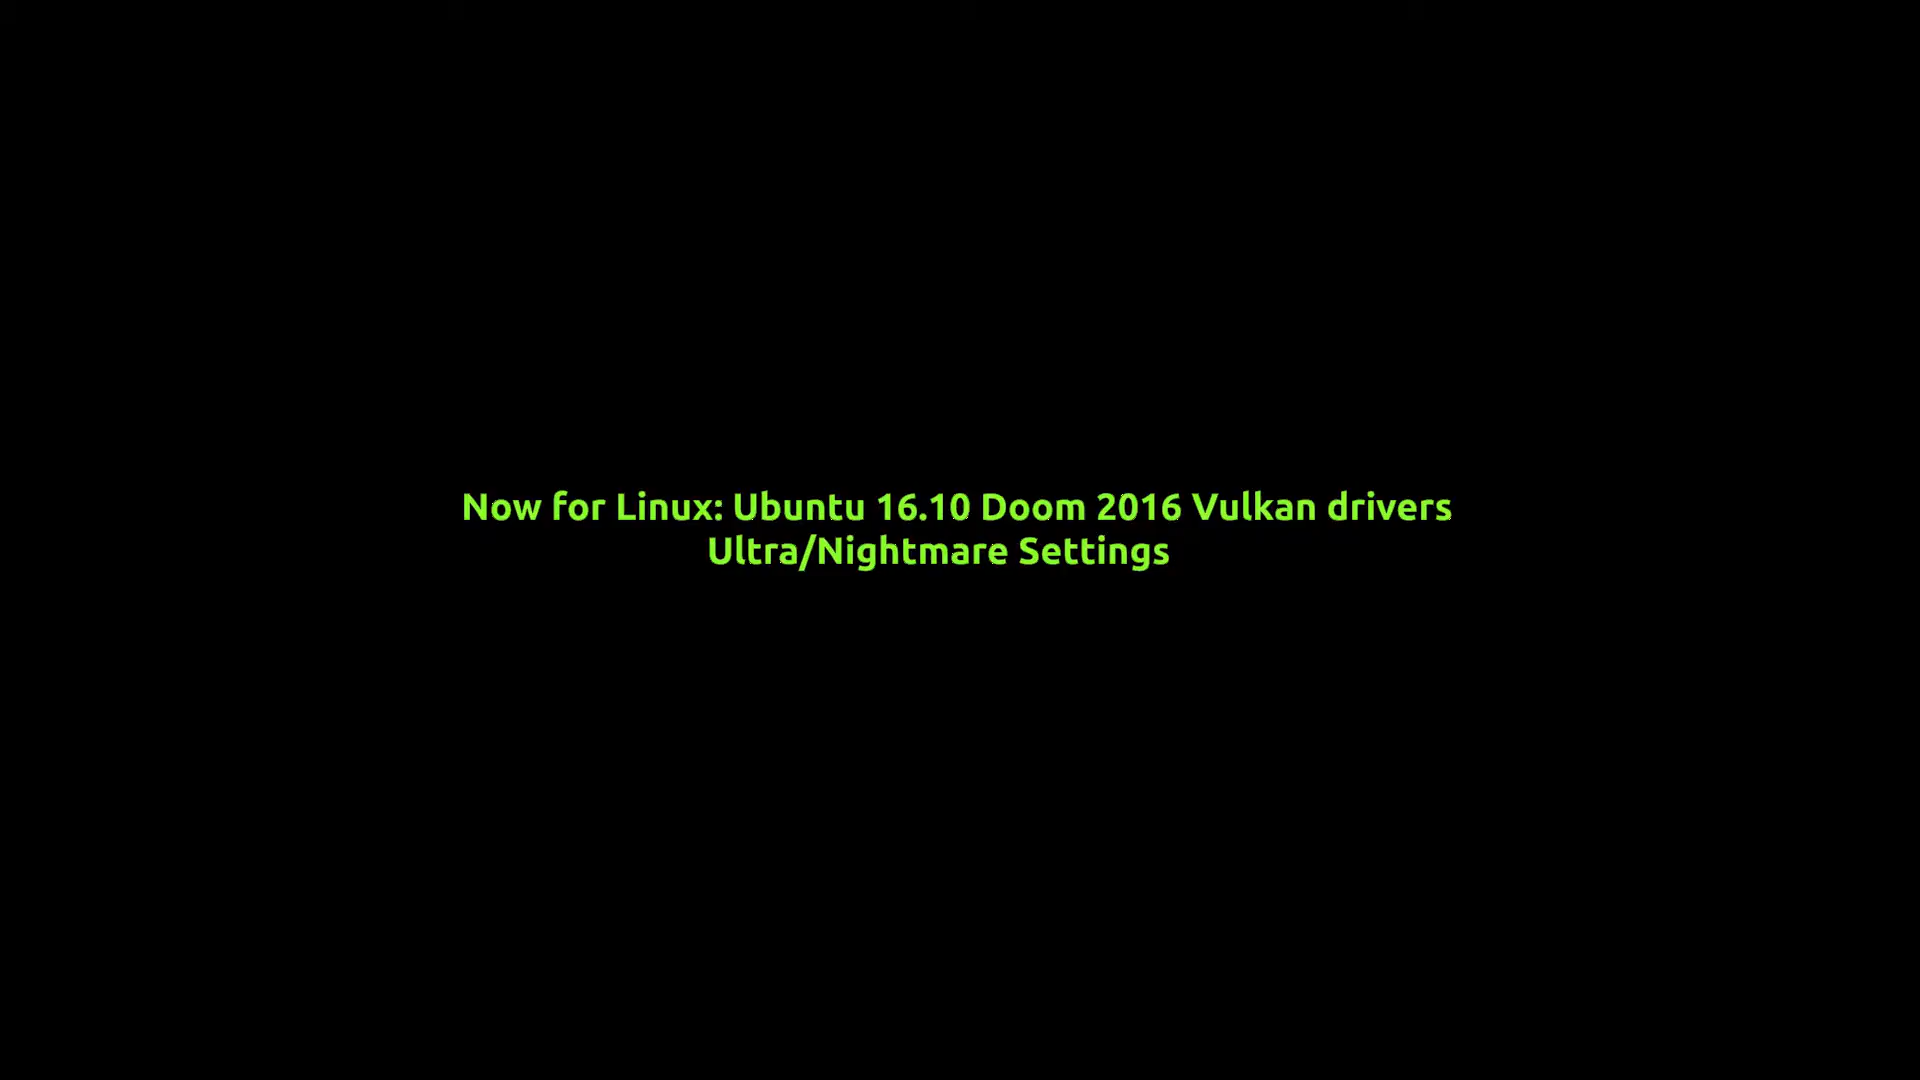 Now for Linux: Ubuntu 16.10 Doom 2016 Vulkan drivers
Ultra/Nightmare Settings